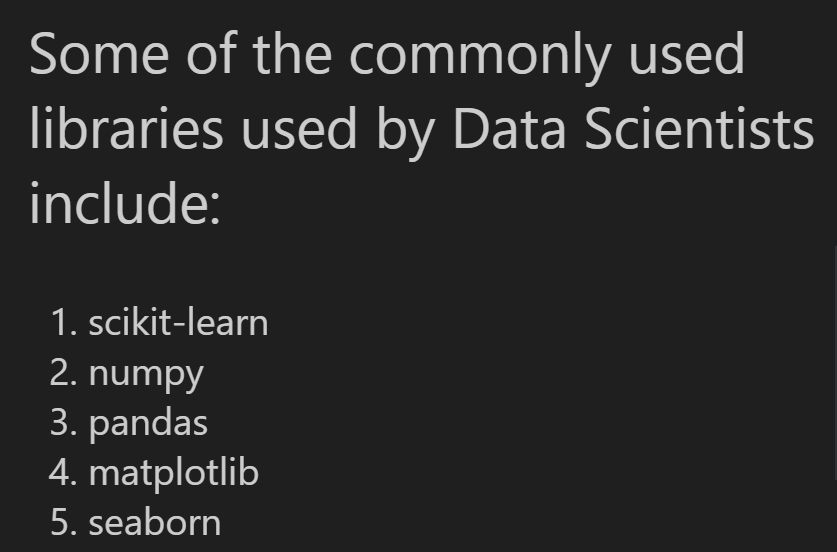 Some of the commonly used
libraries used by Data Scientists
include:
1. scikit-learn
2. numpy
3. pandas
4. matplotlib
5. seaborn